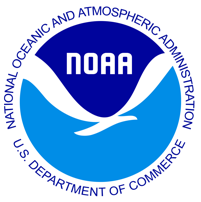 NATIONAL OCEANIC AND ATMOSPHERIC ADMINISTRATION
NOAA
U.S. DEPARTMENT OF COMMERCE